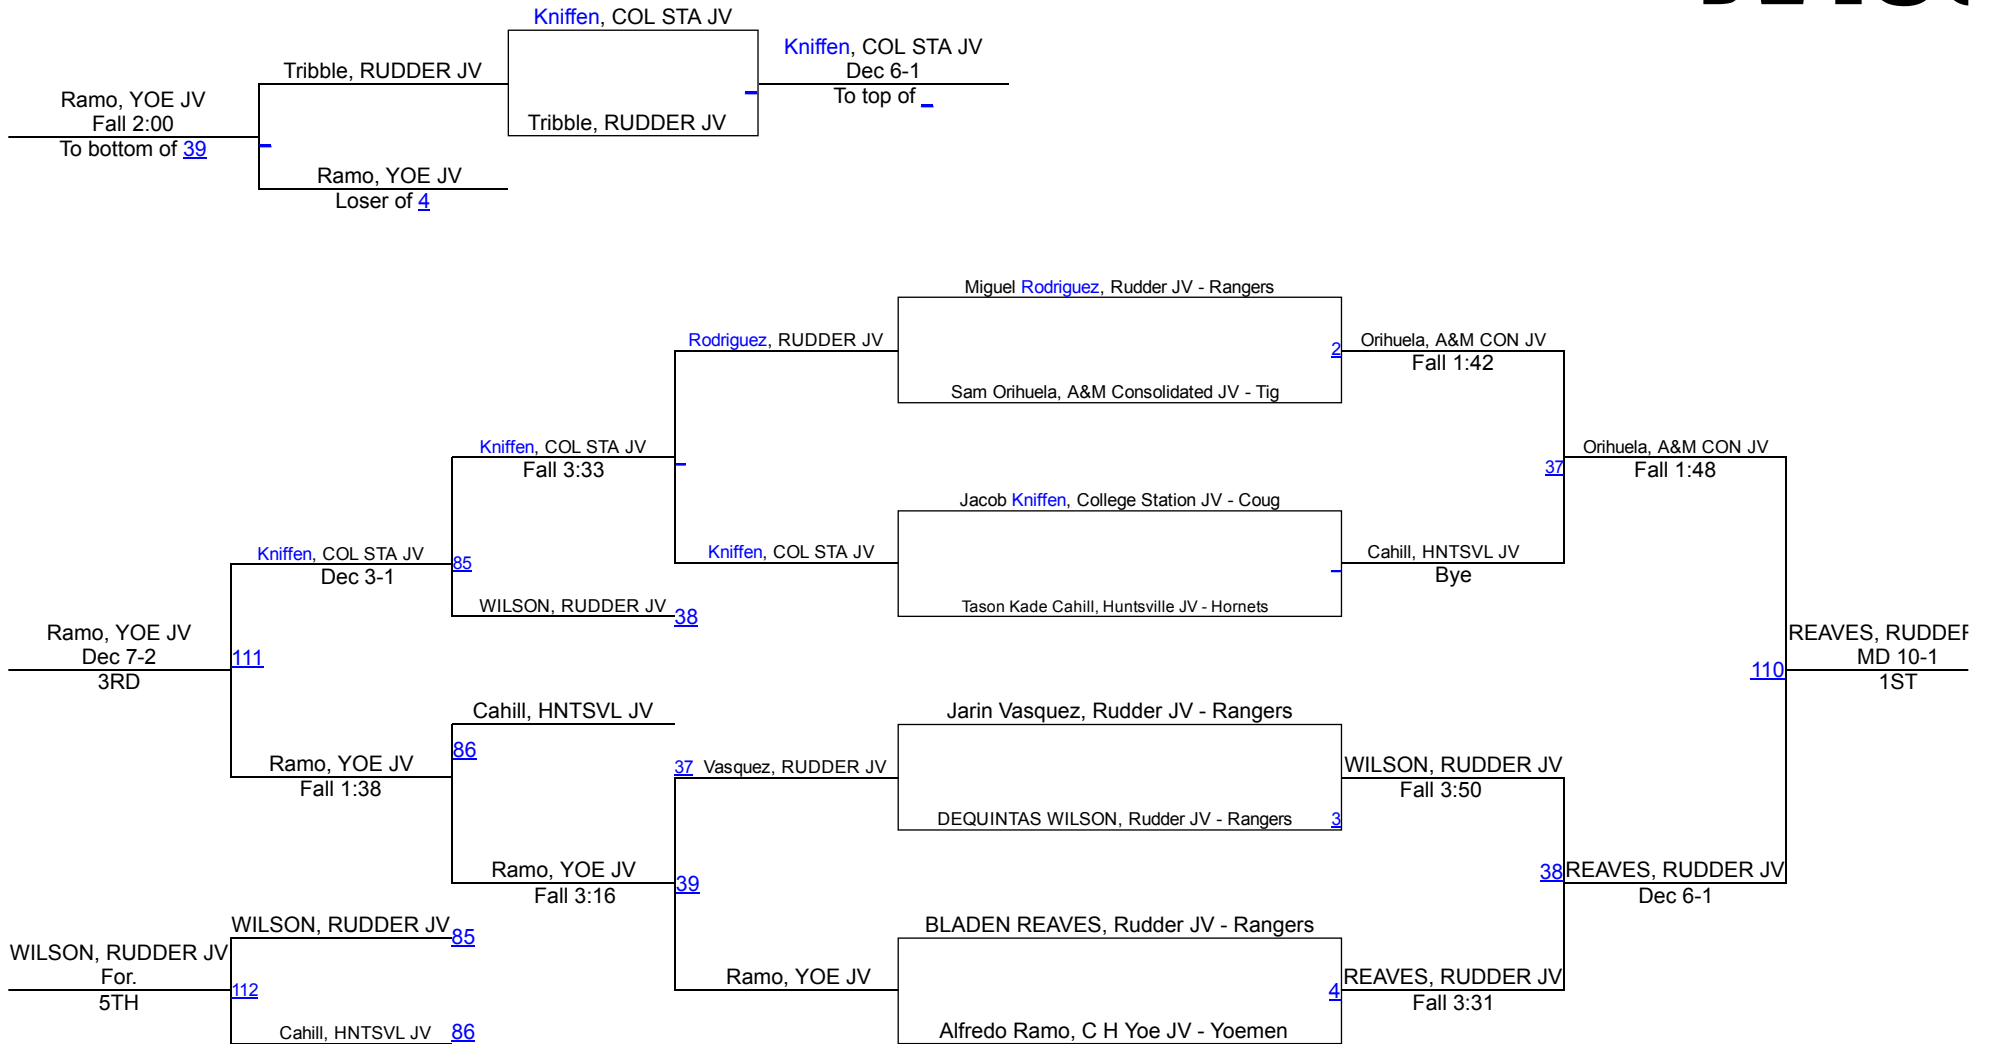 Kniffen, COL STA JV
Kniffen, COL STA JV
Dec 6-1
To top of _
Tribble, RUDDER JV
Tribble, RUDDER JV
Ramo, YOE JV
Fall 2:00
To bottom of 39
Ramo, YOE JV
Loser of 4
Miguel Rodriguez, Rudder JV - Rangers
Rodriguez, RUDDER JV
2
Orihuela, A&M CON JV
Fall 1:42
Sam Orihuela, A&M Consolidated JV - Tig
Kniffen, COL STA JV
Fall 3:33
37
Orihuela, A&M CON JV
Fall 1:48
Jacob Kniffen, College Station JV - Coug
Kniffen, COL STA JV
Dec 3-1
85
Kniffen, COL STA JV
Cahill, HNTSVL JV
Bye
WILSON, RUDDER JV 38
Tason Kade Cahill, Huntsville JV - Hornets
Ramo, YOE JV
Dec 7-2
3RD
111
110
REAVES, RUDDER
MD 10-1
1ST
Cahill, HNTSVL JV
86
Jarin Vasquez, Rudder JV - Rangers
Ramo, YOE JV
Fall 1:38
37 Vasquez, RUDDER JV
WILSON, RUDDER JV
Fall 3:50
DEQUINTAS WILSON, Rudder JV - Rangers 3
Ramo, YOE JV
Fall 3:16
39
38 REAVES, RUDDER JV
Dec 6-1
WILSON, RUDDER JV 85
BLADEN REAVES, Rudder JV - Rangers
WILSON, RUDDER JV
For.
5TH
112
Ramo, YOE JV
4
REAVES, RUDDER JV
Fall 3:31
Cahill, HNTSVL JV 86
Alfredo Ramo, C H Yoe JV - Yoemen